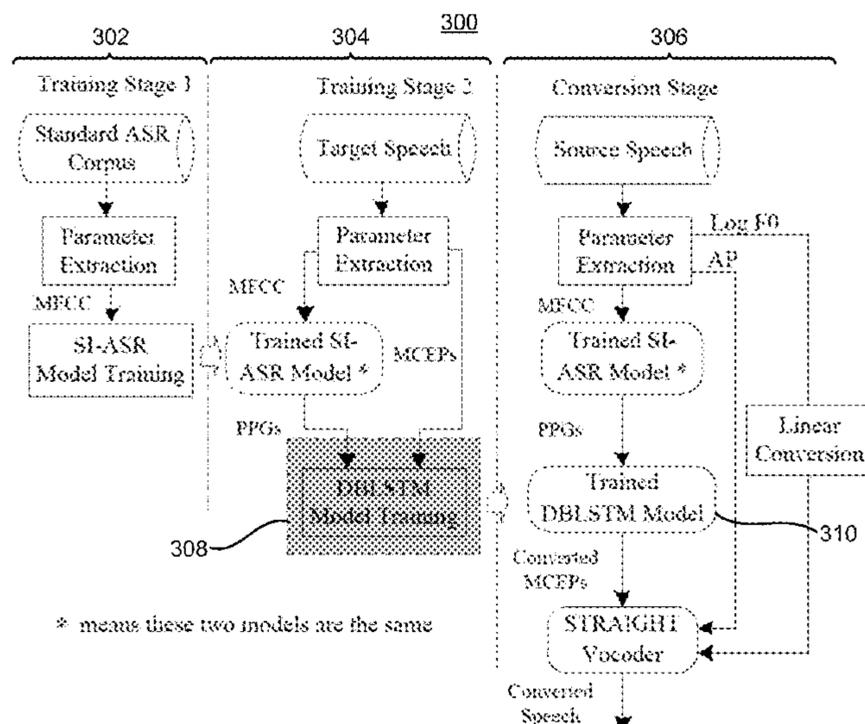 300
302
304
306
Training Stage 1
Training Stage 2
Conversion Stage
Standard ASR
Corpus
Target Speech
Source Speech
Parameter
Extraction
Parameter
Extraction
Parameter
Extraction
Log F0
AP
MFCC
MFCC
MFCC
SI-ASR
Model Training
Trained SI-
ASR Model *
MCEPs
Trained SI-
ASR Model *
PPGs
PPGs
Linear
Conversion
DBLSTM
Model Training
Trained
DBLSTM Model
308
310
Converted
MCEPs
* means these two models are the same
STRAIGHT
Vocoder
Converted
Speech